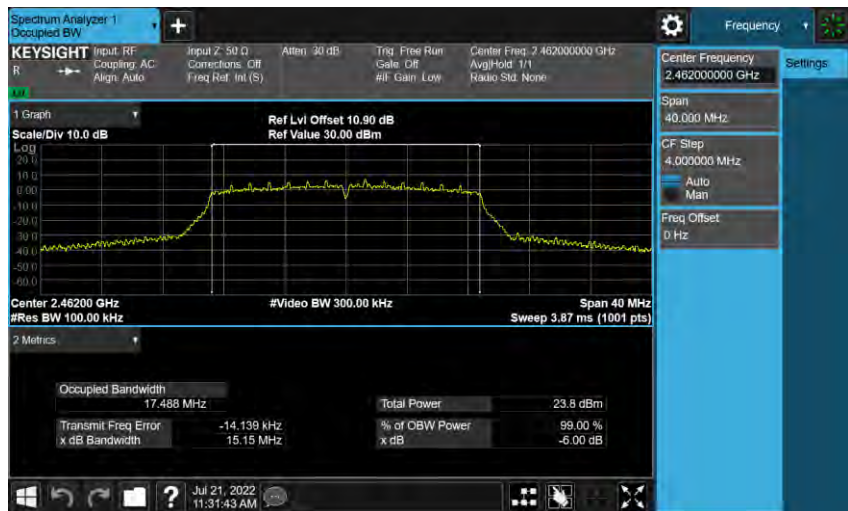 Spectrum Analyzer 1
Occupied BW
+
Frequency
KEYSIGHT
R
Input: RF
Coupling: AC
Align: Auto
Input Z: 50 Ω
Corrections: Off
Freq Ref: Int (S)
Atten: 30 dB
Trig: Free Run
Gate: Off
#IF Gain: Low
Center Freq: 2.462000000 GHz
Avg|Hold: 1/1
Radio Std: None
1 Graph
Scale/Div 10.0 dB
Ref Lvl Offset 10.90 dB
Ref Value 30.00 dBm
Log
20.0
10.0
0.00
-10.0
-20.0
-30.0
-40.0
-50.0
-60.0
Center 2.46200 GHz
#Res BW 100.00 kHz
#Video BW 300.00 kHz
Span 40 MHz
Sweep 3.87 ms (1001 pts)
2 Metrics
Occupied Bandwidth
17.488 MHz
Total Power 23.8 dBm
Transmit Freq Error -14.139 kHz
% of OBW Power 99.00 %
x dB Bandwidth 15.15 MHz
x dB -6.00 dB
?
Jul 21, 2022
11:31:43 AM
Center Frequency
2.462000000 GHz
Settings
Span
40.000 MHz
CF Step
4.000000 MHz
Auto
Man
Freq Offset
0 Hz